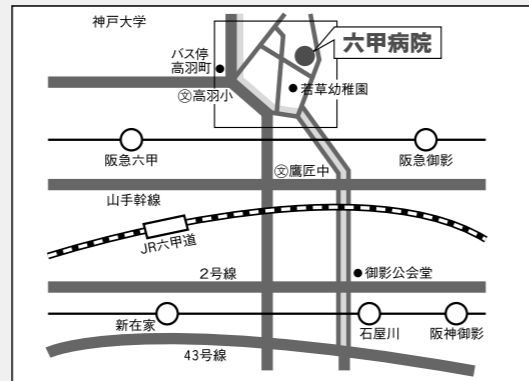 神戸大学
バス停
高羽町
六甲病院
若草幼稚園
文高羽小
阪急六甲
阪急御影
文鷹匠中
山手幹線
JR六甲道
御影公会堂
2号線
新在家
石屋川
阪神御影
43号線